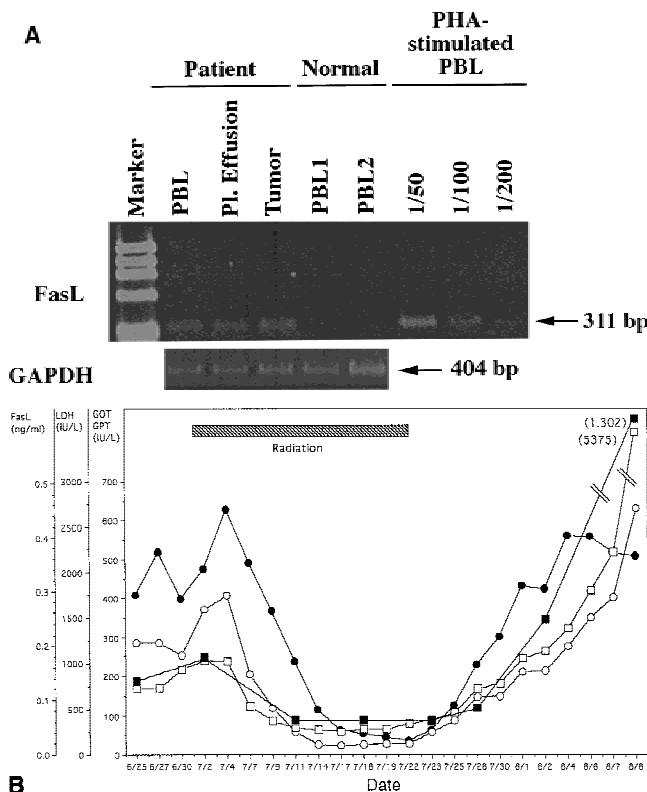 A
PHA-
stimulated
PBL
Patient
Normal
Marker
PBL
Pl. Effusion
Tumor
PBL1
PBL2
1/50
1/100
1/200
FasL
311 bp
GAPDH
404 bp
FasL
(ng/ml)
LDH
(iU/L)
GOT
GPT
(iU/L)
Radiation
(1.302)
(5375)
0.5
0.4
0.3
0.2
0.1
0.0
3000
2500
2000
1500
1000
500
0
700
600
500
400
300
200
100
0
6/25 6/27 6/30 7/2 7/4 7/7 7/9 7/11 7/14 7/17 7/18 7/19 7/22 7/23 7/25 7/28 7/30 8/1 8/2 8/4 8/6 8/7 8/8
Date
B